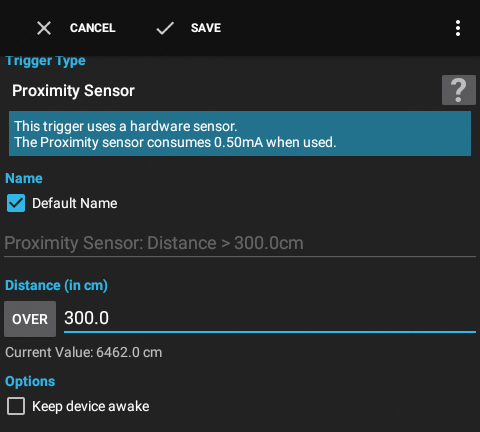 CANCEL
SAVE
Trigger Type
Proximity Sensor
?
This trigger uses a hardware sensor.
The Proximity sensor consumes 0.50mA when used.
Name
Default Name
Proximity Sensor: Distance > 300.0cm
Distance (in cm)
OVER
300.0
Current Value: 6462.0 cm
Options
Keep device awake